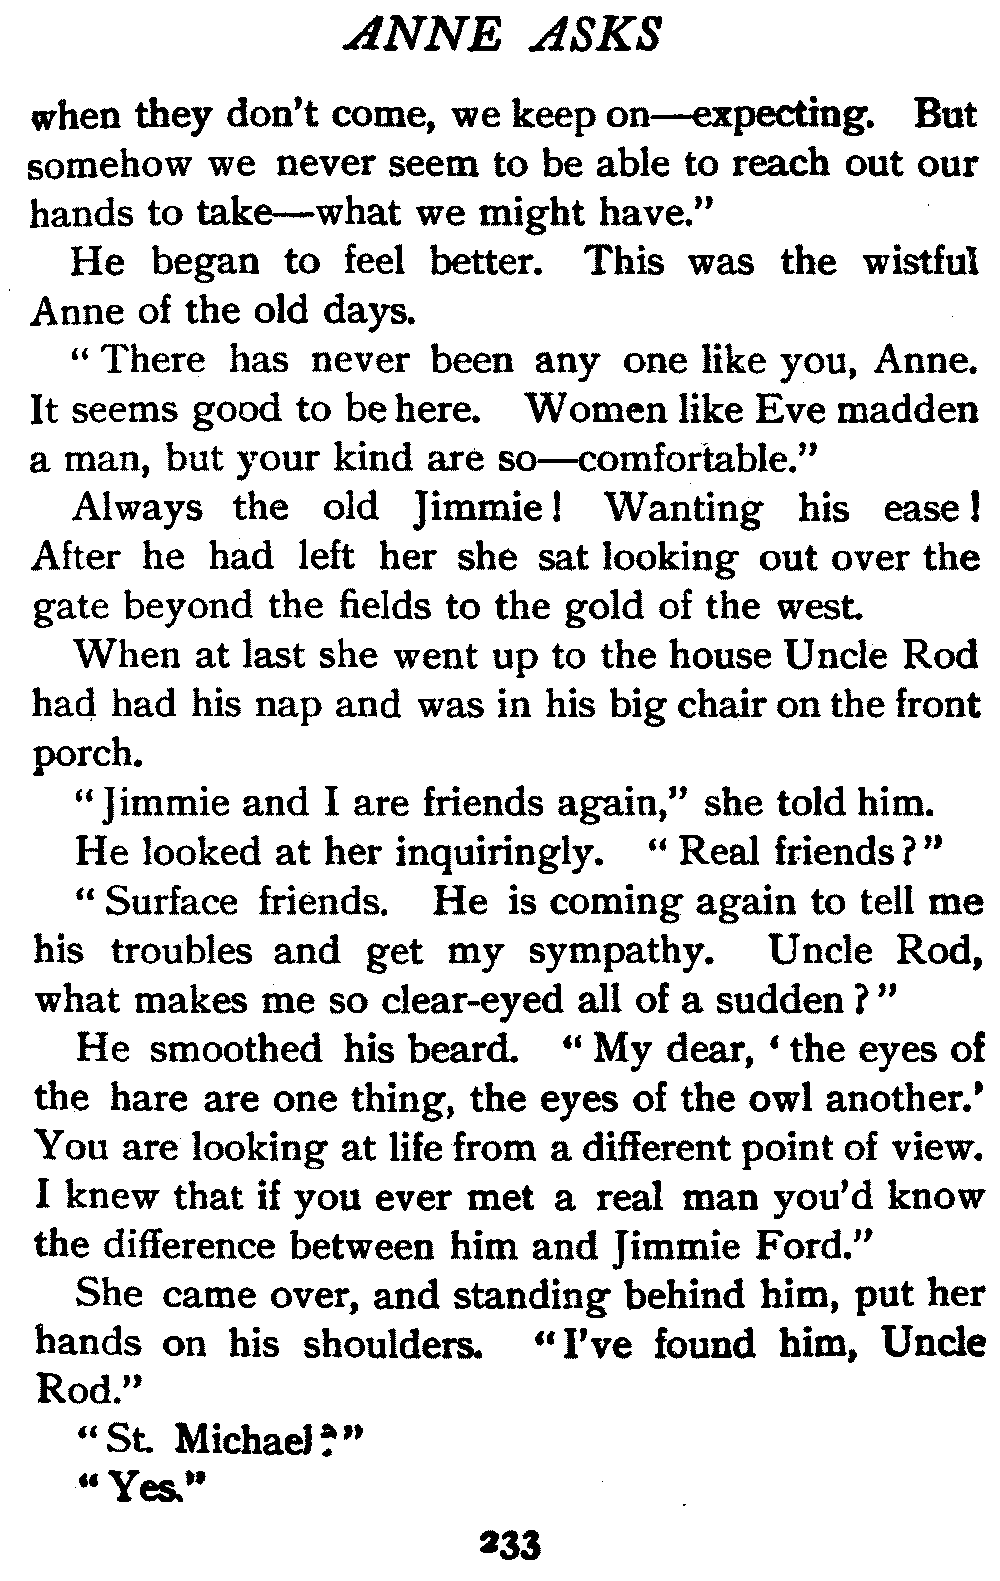 ANNE ASKS
when they don't come, we keep on—expecting. But
somehow we never seem to be able to reach out our
hands to take—what we might have."
He began to feel better. This was the wistful
Anne of the old days.
"There has never been any one like you, Anne.
It seems good to be here. Women like Eve madden
a man, but your kind are so—comfortable."
Always the old Jimmie! Wanting his ease!
After he had left her she sat looking out over the
gate beyond the fields to the gold of the west.
When at last she went up to the house Uncle Rod
had had his nap and was in his big chair on the front
porch.
"Jimmie and I are friends again," she told him.
He looked at her inquiringly. "Real friends?"
"Surface friends. He is coming again to tell me
his troubles and get my sympathy. Uncle Rod,
what makes me so clear-eyed all of a sudden?"
He smoothed his beard. "My dear, 'the eyes of
the hare are one thing, the eyes of the owl another.'
You are looking at life from a different point of view.
I knew that if you ever met a real man you'd know
the difference between him and Jimmie Ford."
She came over, and standing behind him, put her
hands on his shoulders. "I've found him, Uncle
Rod."
"St. Michael?"
"Yes."
233